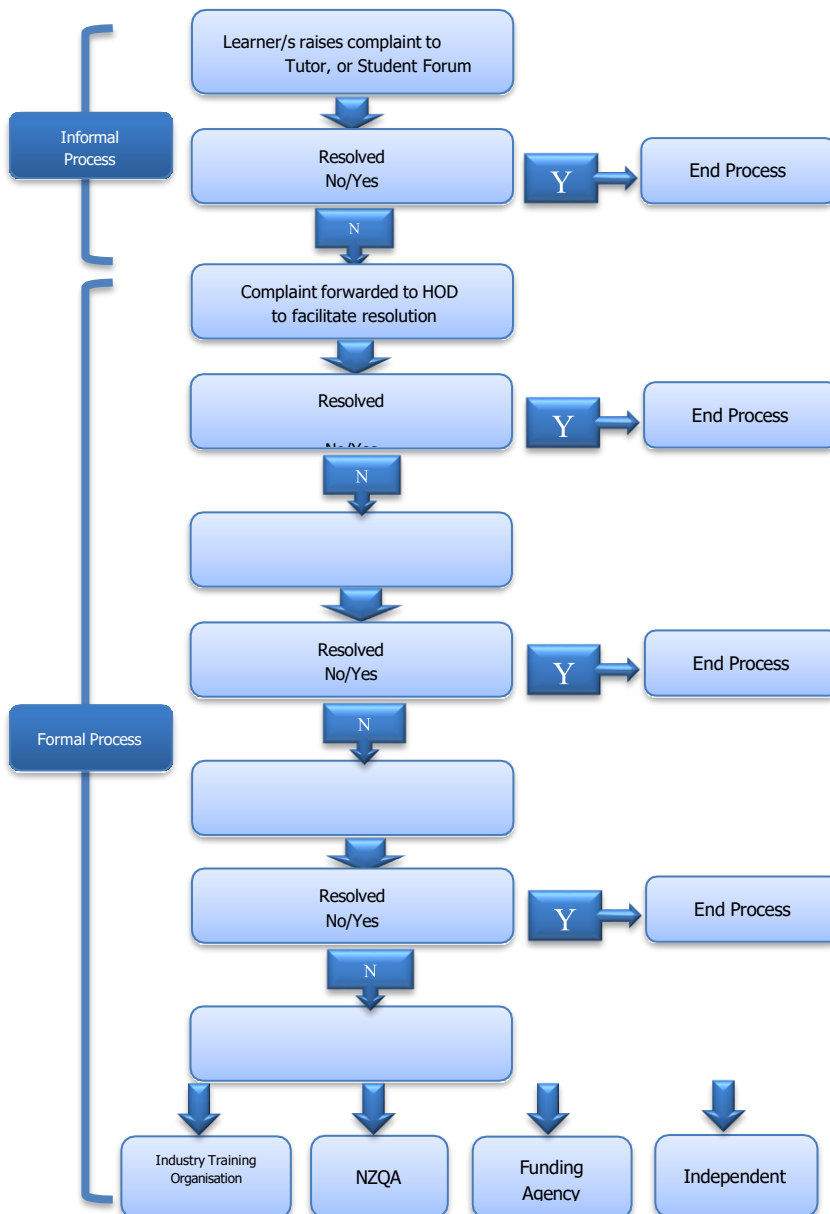 Learner/s raises complaint to
Tutor, or Student Forum
Informal
Process
Resolved
No/Yes
Y
End Process
N
Complaint forwarded to HOD
to facilitate resolution
Resolved
No/Yes
Y
End Process
N
Resolved
No/Yes
Y
End Process
Formal Process
N
Resolved
No/Yes
Y
End Process
N
Industry Training
Organisation
NZQA
Funding
Agency
Independent